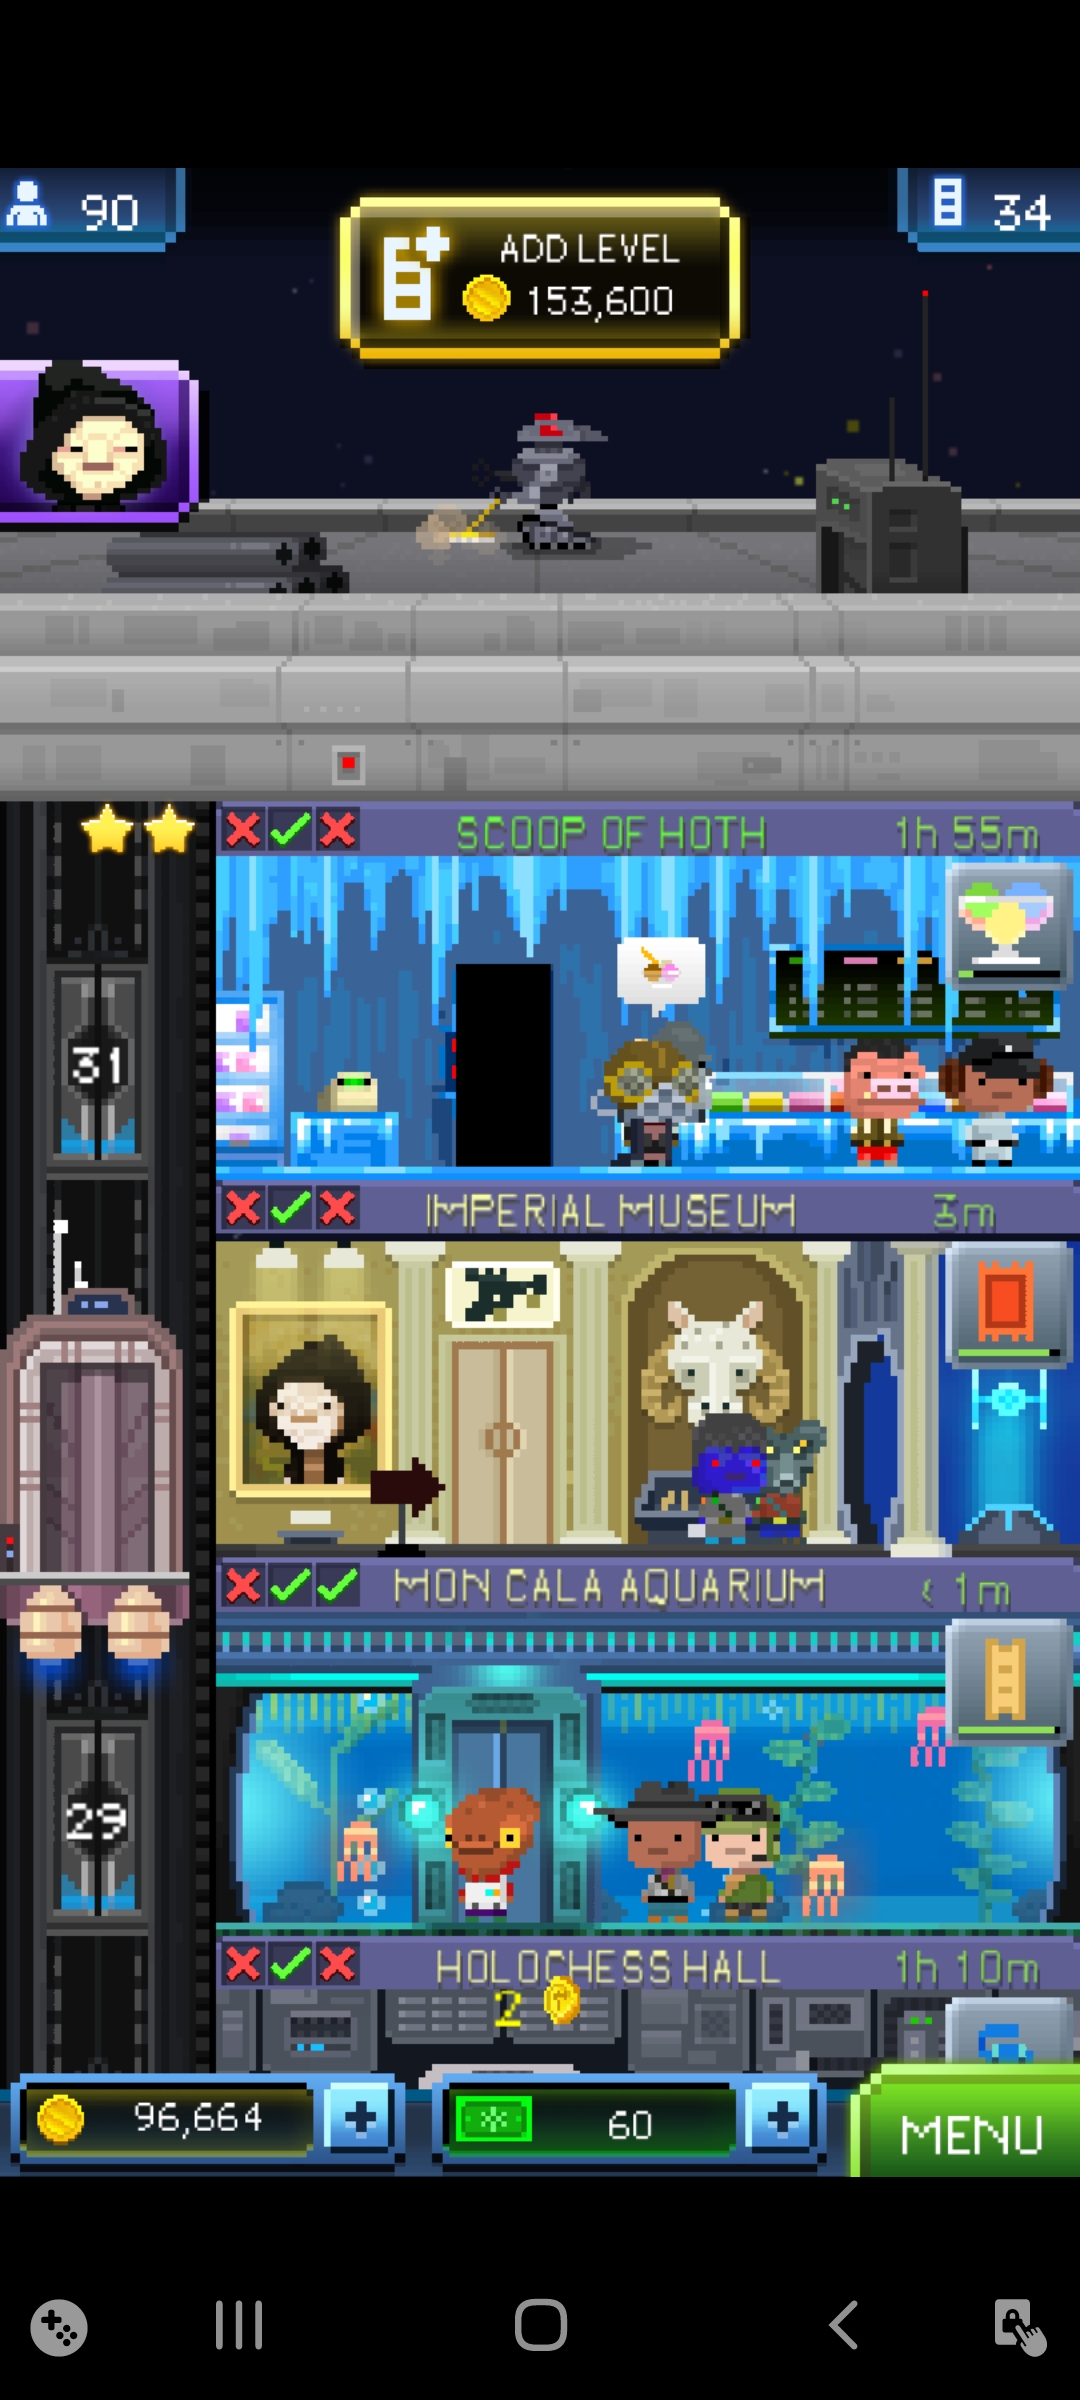 90
ADD LEVEL
153,600
34
SCOOP OF HOTH
1h 55m
31
IMPERIAL MUSEUM
3m
MON CALA AQUARIUM
< 1m
29
HOLOCHESS HALL
1h 10m
2
96,664
60
MENU